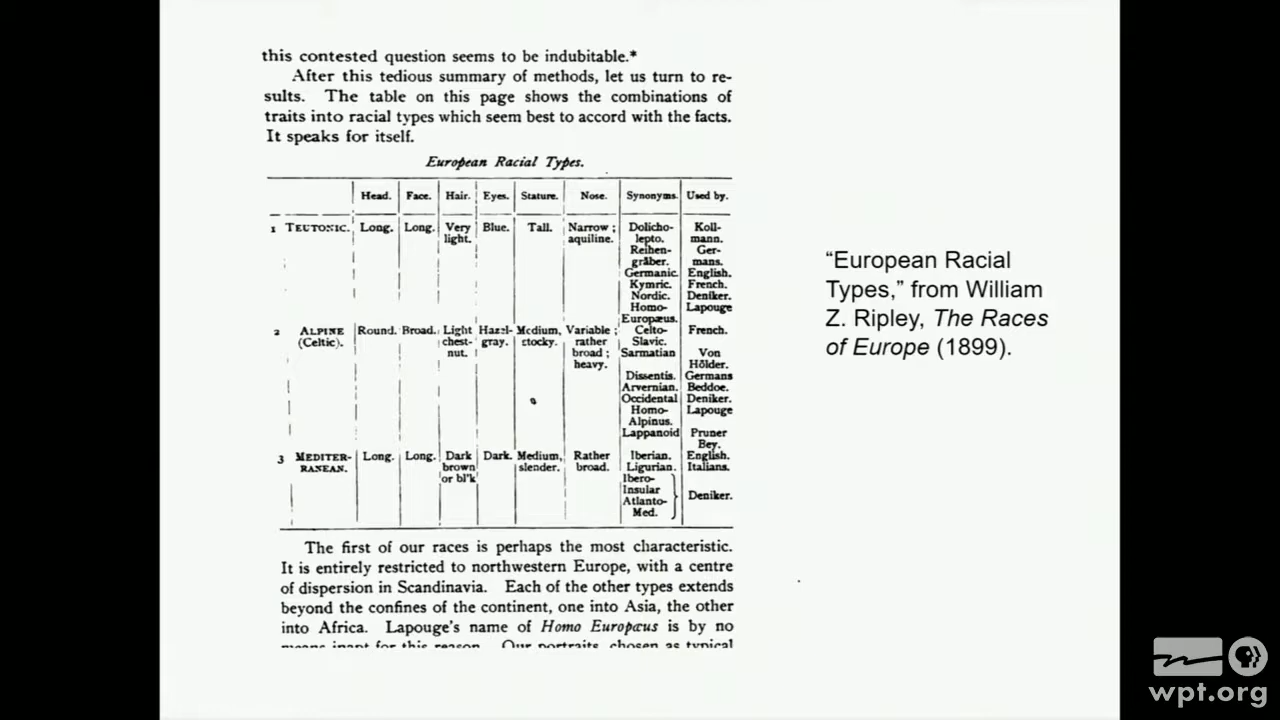 this contested question seems to be indubitable.*
After this tedious summary of methods, let us turn to re-
sults. The table on this page shows the combinations of
traits into racial types which seem best to accord with the facts.
It speaks for itself.
European Racial Types.
Head. Face. Hair. Eyes. Stature. Nose. Synonyms. Used by.
1 TEUTONIC. Long. Long. Very Blue. Tall. Narrow ; Dolicho- Koll-
light. aquiline. lepto. mann.
Reihen- Ger-
gräber. mans.
Germanic. English.
Kymric. French.
Nordic. Deniker.
Homo- Lapouge
Europæus.
2 ALPINE Round. Broad. Light Hazel- Medium, Variable ; Celto- French.
(Celtic). chest- gray. stocky. rather Slavic.
nut. broad ; Sarmatian Von
heavy. Hölder.
Dissentis. Germans
Arvernian. Beddoe.
Occidental Deniker.
Homo- Lapouge
Alpinus.
Lappanoid Pruner
Bey.
3 MEDITER- Long. Long. Dark Dark. Medium, Rather Iberian. English.
RANEAN. brown slender. broad. Ligurian. Italians.
or bl'k Ibero-
Insular
Atlanto- Deniker.
Med.
The first of our races is perhaps the most characteristic.
It is entirely restricted to northwestern Europe, with a centre
of dispersion in Scandinavia. Each of the other types extends
beyond the confines of the continent, one into Asia, the other
into Africa. Lapouge's name of Homo Europæus is by no
means inapt for this reason. Our portraits chosen as typical
“European Racial
Types,” from William
Z. Ripley, The Races
of Europe (1899).
wpt.org